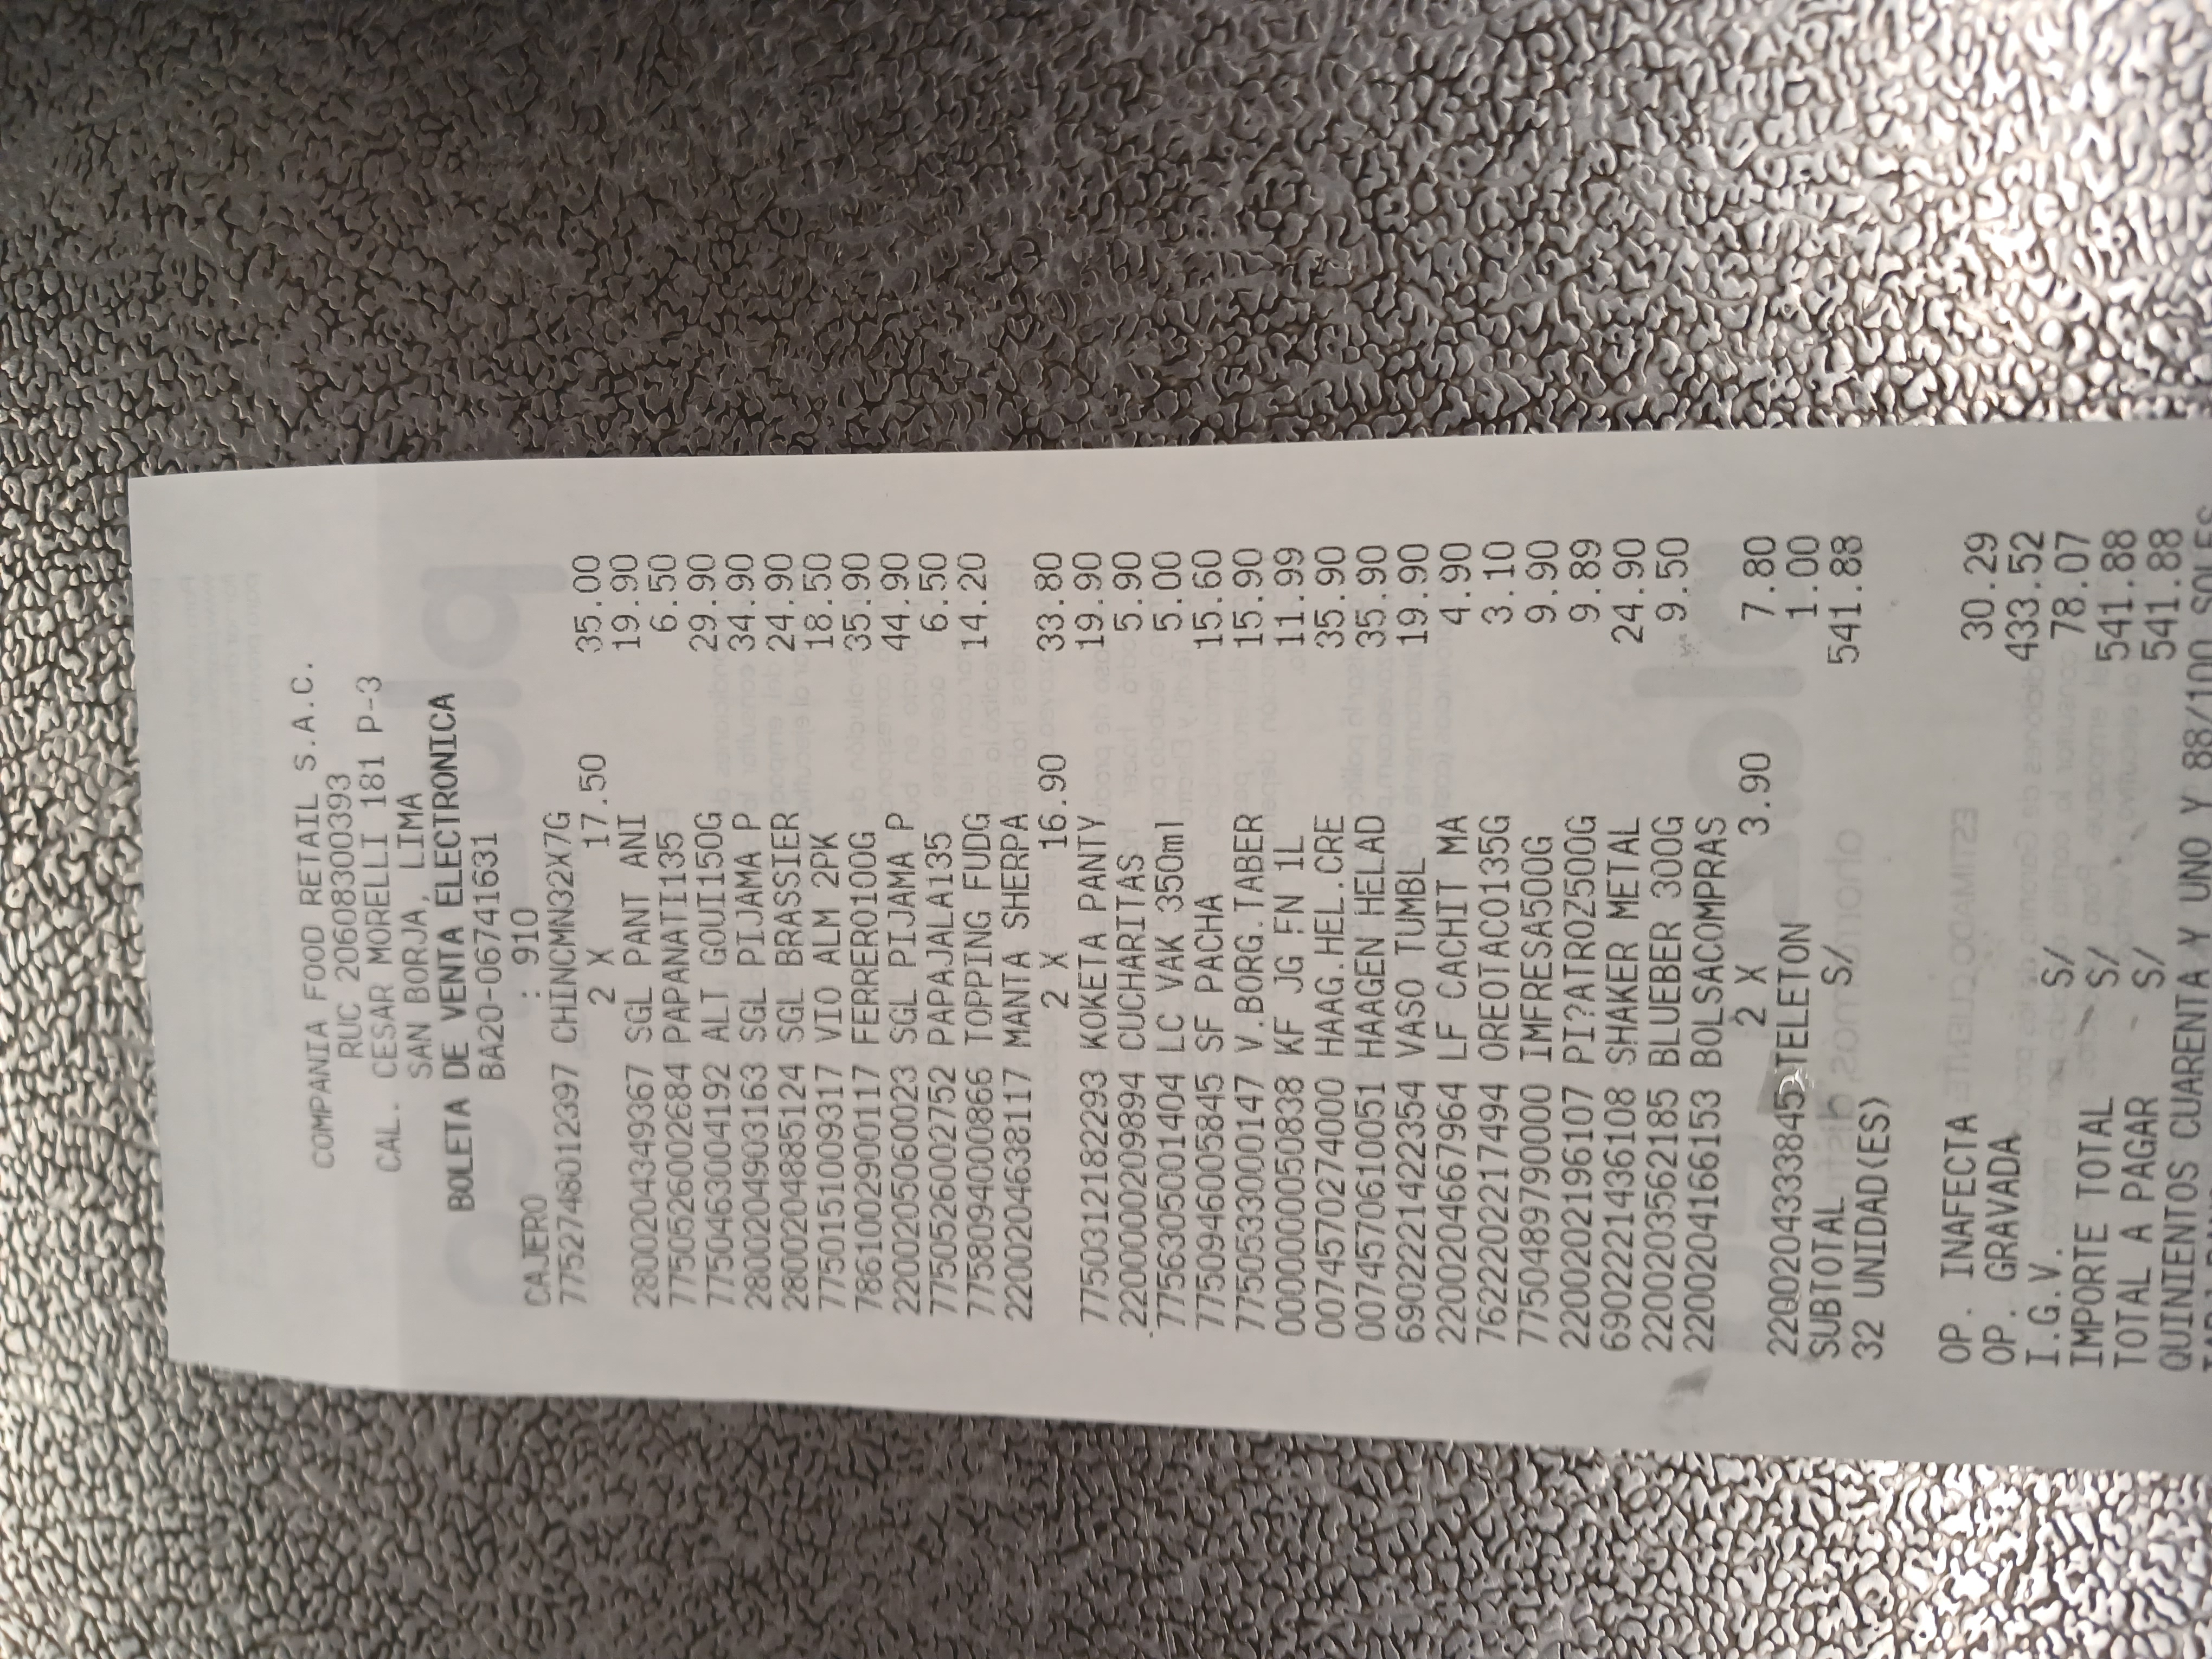 COMPANIA FOOD RETAIL S.A.C.
RUC 20608300393
CAL. CESAR MORELLI 181 P-3
SAN BORJA, LIMA
BOLETA DE VENTA ELECTRONICA
BA20-06741631
CAJERO : 910
7752748012397 CHINCMN32X7G
2 X 17.50 35.00
2800204349367 SGL PANT ANI 19.90
7750526002684 PAPANATI135 6.50
7750463004192 ALT GOUI150G 29.90
2800204903163 SGL PIJAMA P 34.90
2800204885124 SGL BRASSIER 24.90
7750151009317 VIO ALM 2PK 18.50
7861002900117 FERRERO100G 35.90
2200205060023 SGL PIJAMA P 44.90
7750526002752 PAPAJALA135 6.50
7758094000866 TOPPING FUDG 14.20
2200204638117 MANTA SHERPA
2 X 16.90 33.80
7750312182293 KOKETA PANTY 19.90
2200000209894 CUCHARITAS 5.90
7756305001404 LC VAK 350ml 5.00
7750946005845 SF PACHA 15.60
7750533000147 V.BORG.TABER 15.90
0000000050838 KF JG FN 1L 11.99
0074570274000 HAAG.HEL.CRE 35.90
0074570610051 HAAGEN HELAD 35.90
6902221422354 VASO TUMBL 19.90
2200204667964 LF CACHIT MA 4.90
7622202217494 OREOTACO135G 3.10
7750489790000 IMFRESA500G 9.90
2200202196107 PI?ATROZ500G 9.89
6902221436108 SHAKER METAL 24.90
2200203562185 BLUEBER 300G 9.50
2200204166153 BOLSACOMPRAS
2 X 3.90 7.80
2200204333845 TELETON 1.00
SUBTOTAL S/ 541.88
32 UNIDAD(ES)
OP. INAFECTA 30.29
OP. GRAVADA 433.52
I.G.V. S/ 78.07
IMPORTE TOTAL S/ 541.88
TOTAL A PAGAR S/ 541.88
QUINIENTOS CUARENTA Y UNO Y 88/100 SOLES